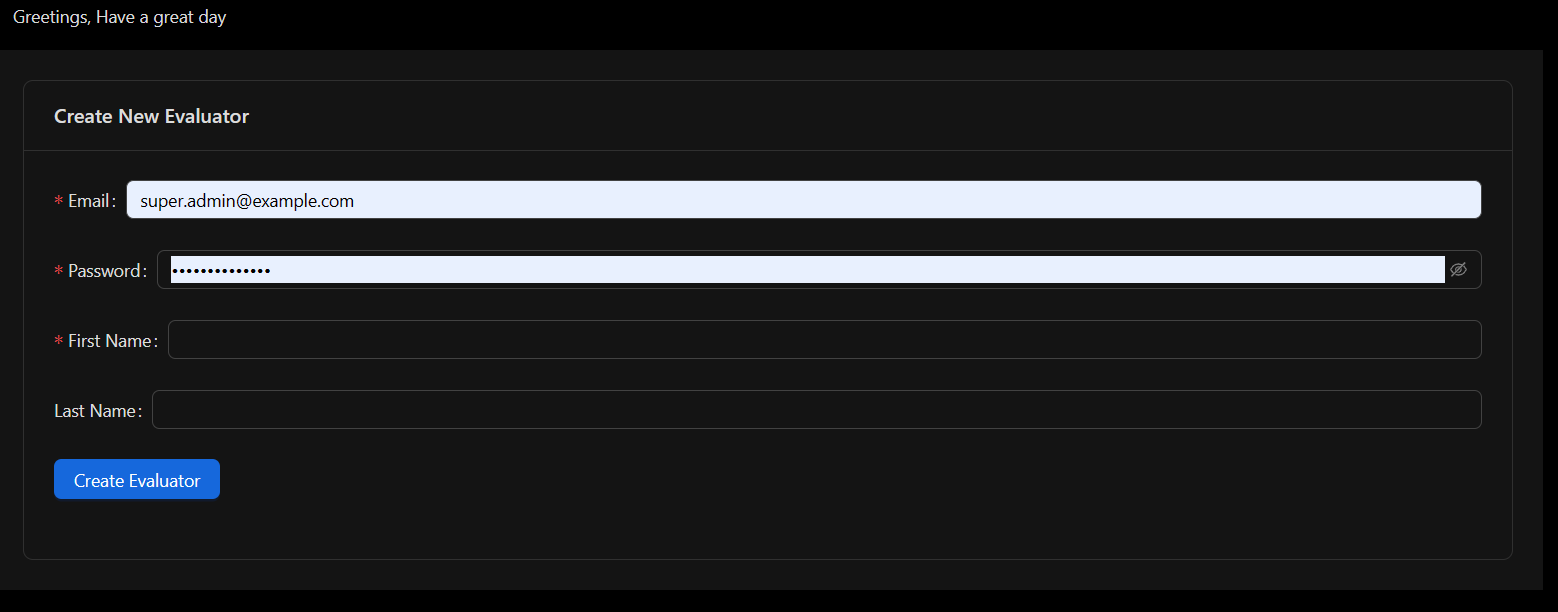 Greetings, Have a great day
Create New Evaluator
* Email: super.admin@example.com
* Password: ••••••••••••••
* First Name:
Last Name:
Create Evaluator